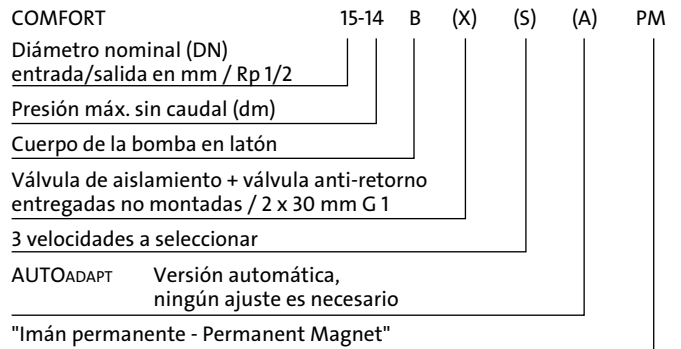 COMFORT 15-14 B (X) (S) (A) PM
Diámetro nominal (DN)
entrada/salida en mm / Rp 1/2
Presión máx. sin caudal (dm)
Cuerpo de la bomba en latón
Válvula de aislamiento + válvula anti-retorno
entregadas no montadas / 2 x 30 mm G 1
3 velocidades a seleccionar
AUTOADAPT Versión automática,
ningún ajuste es necesario
"Imán permanente - Permanent Magnet"